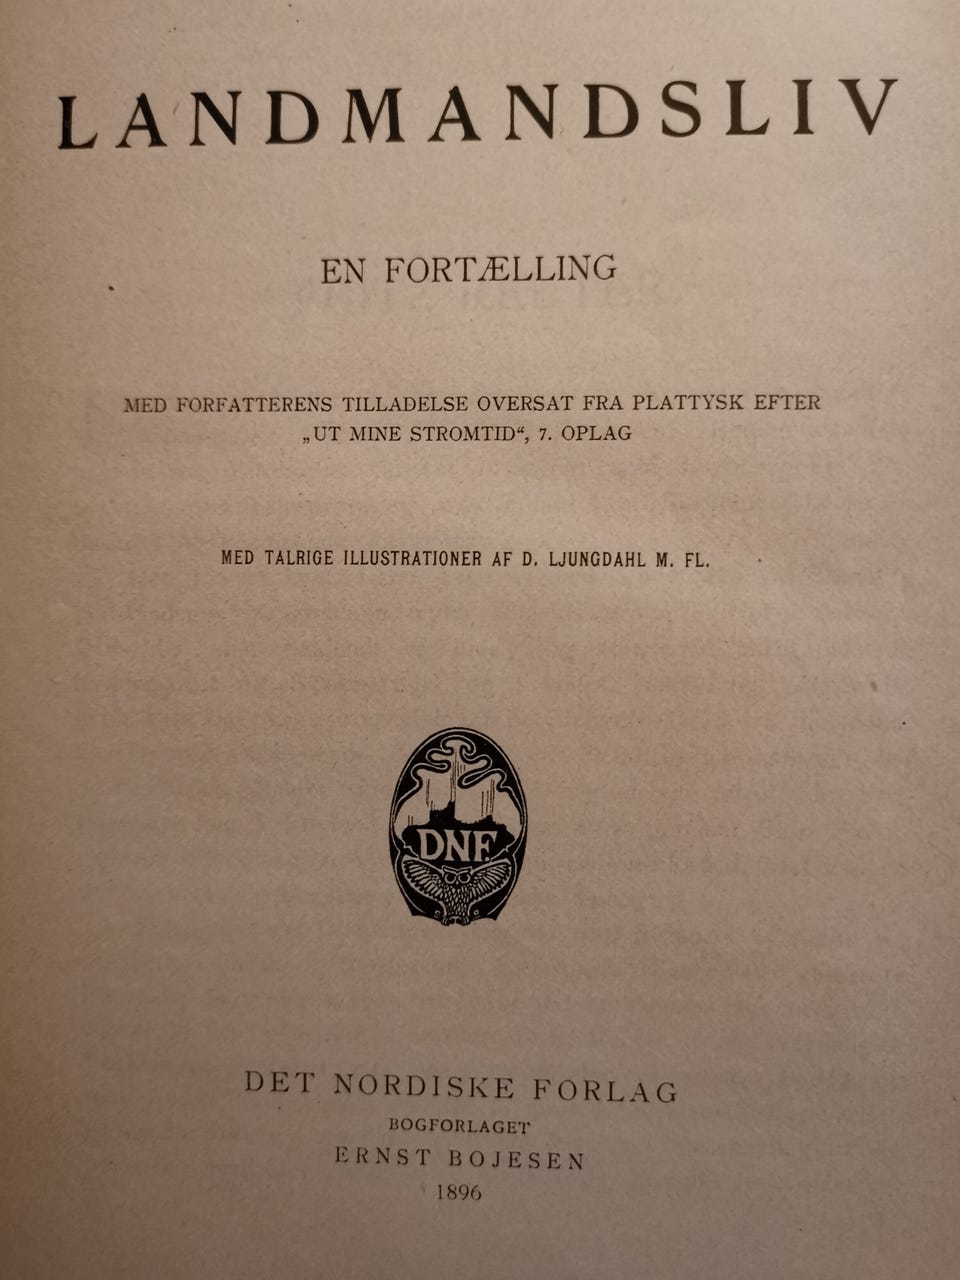 LANDMANDSLIV
EN FORTÆLLING
MED FORFATTERENS TILLADELSE OVERSAT FRA PLATTYSK EFTER
„UT MINE STROMTID“, 7. OPLAG
MED TALRIGE ILLUSTRATIONER AF D. LJUNGDAHL M. FL.
DNF.
DET NORDISKE FORLAG
BOGFORLAGET
ERNST BOJESEN
1896